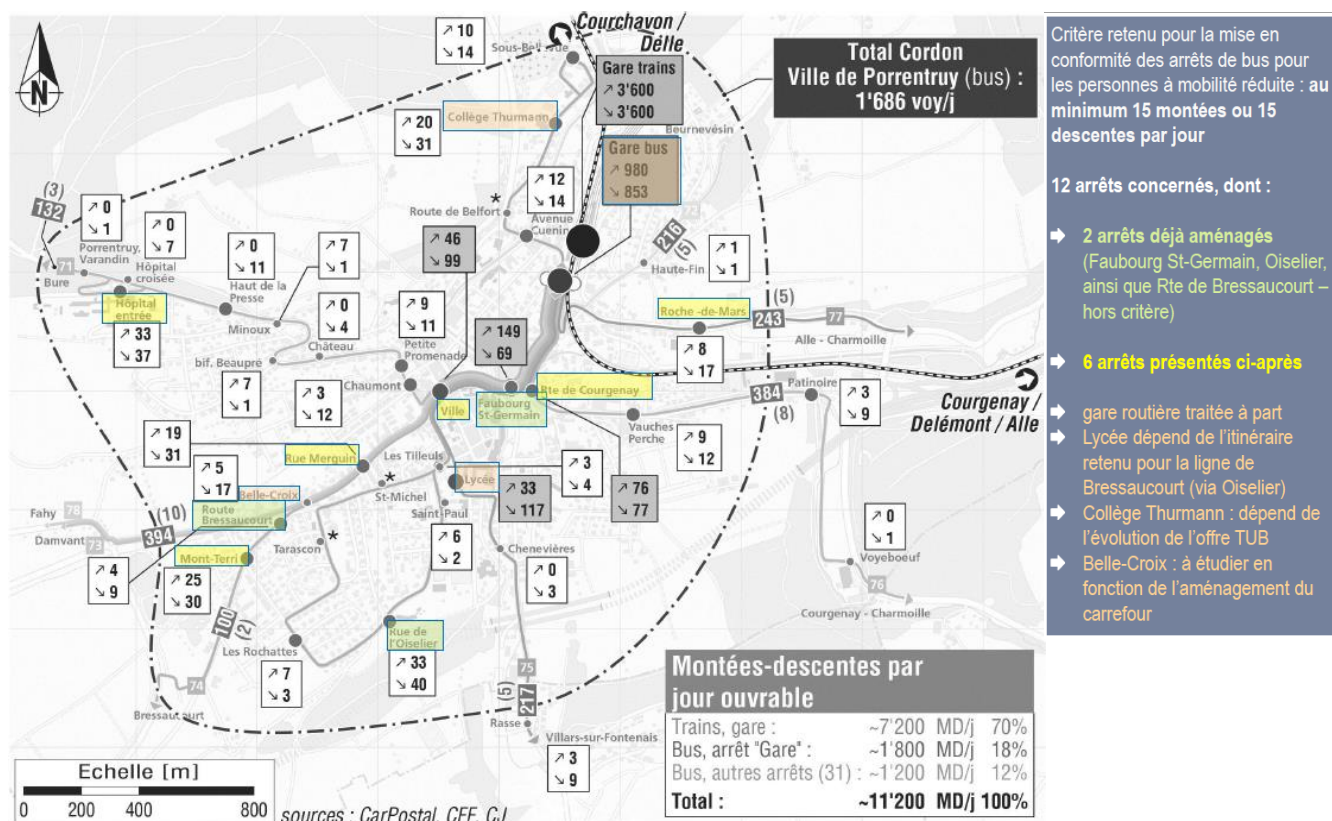 Courchavon /
Delle
↗ 10
↘ 14
Sous-Bellevue
Gare trains
↗ 3'600
↘ 3'600
Total Cordon
Ville de Porrentruy (bus) :
1'686 voy/j
N
Collège Thurmann
↗ 20
↘ 31
Beurnevésin
Gare bus
↗ 980
↘ 853
↗ 12
↘ 14
*
Route de Belfort
Avenue
Cuenin
(3)
132
↗ 0
↘ 1
Porrentruy,
Varandin
↗ 0
↘ 7
Hôpital
croisée
↗ 0
↘ 11
Haut de la
Presse
↗ 7
↘ 1
↗ 46
↘ 99
216
(5)
Haute-Fin
↗ 1
↘ 1
71
Bure
Hôpital
entrée
↗ 33
↘ 37
Minoux
↗ 0
↘ 4
Château
↗ 9
↘ 11
Petite
Promenade
↗ 149
↘ 69
Roche -de-Mars
(5)
243
77
Alle - Charmoille
↗ 8
↘ 17
bif. Beaupré
↗ 7
↘ 1
↗ 3
↘ 12
Chaumont
Ville
Faubourg
St-Germain
Rte de Courgenay
384
(8)
Patinoire
↗ 3
↘ 9
Courgenay /
Delémont / Alle
Vauches
Perche
↗ 9
↘ 12
↗ 19
↘ 31
Rue Merguin
Les Tilleuls
↗ 3
↘ 4
↗ 5
↘ 17
Belle-Croix
*
St-Michel
Lycée
↗ 33
↘ 117
↗ 76
↘ 77
Fahy
78
Damvant
73
394
(10)
Route
Bressaucourt
Saint-Paul
↗ 6
↘ 2
Chenevières
↗ 0
↘ 1
Voyeboeuf
Tarascon
*
Mont-Terri
↗ 4
↘ 9
↗ 25
↘ 30
↗ 0
↘ 3
76
Courgenay - Charmoille
100
(2)
Les Rochattes
↗ 7
↘ 3
Rue de
l'Oiselier
↗ 33
↘ 40
74
Bressaucourt
75
(5)
217
Rasse
Villars-sur-Fontenais
↗ 3
↘ 9
Montées-descentes par
jour ouvrable
Trains, gare : ~7'200 MD/j 70%
Bus, arrêt "Gare" : ~1'800 MD/j 18%
Bus, autres arrêts (31) : ~1'200 MD/j 12%
Total : ~11'200 MD/j 100%
Echelle [m]
0 200 400 800
sources : CarPostal, CFF, CJ
Critère retenu pour la mise en
conformité des arrêts de bus pour
les personnes à mobilité réduite : au
minimum 15 montées ou 15
descentes par jour
12 arrêts concernés, dont :
2 arrêts déjà aménagés
(Faubourg St-Germain, Oiselier,
ainsi que Rte de Bressaucourt –
hors critère)
6 arrêts présentés ci-après
gare routière traitée à part
Lycée dépend de l'itinéraire
retenu pour la ligne de
Bressaucourt (via Oiselier)
Collège Thurmann : dépend de
l'évolution de l'offre TUB
Belle-Croix : à étudier en
fonction de l'aménagement du
carrefour